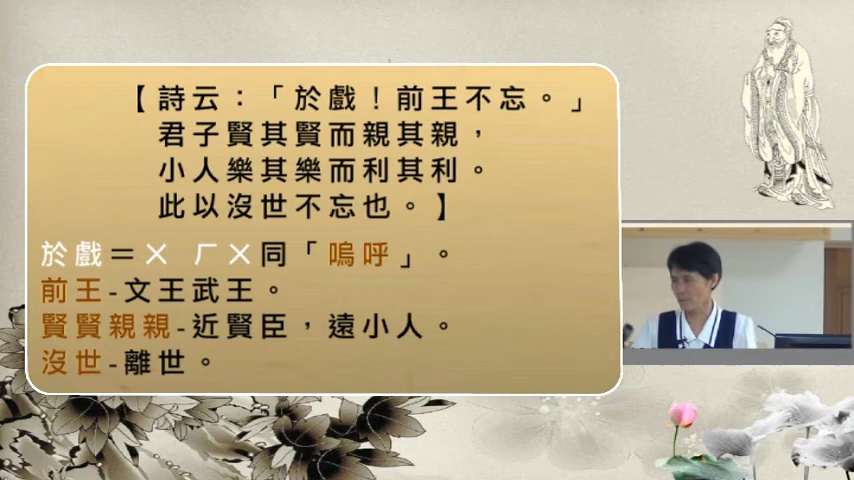 【詩云：「於戲！前王不忘。」
君子賢其賢而親其親，
小人樂其樂而利其利。
此以沒世不忘也。】
於戲＝ㄨ ㄏㄨ同「嗚呼」。
前王-文王武王。
賢賢親親-近賢臣，遠小人。
沒世-離世。